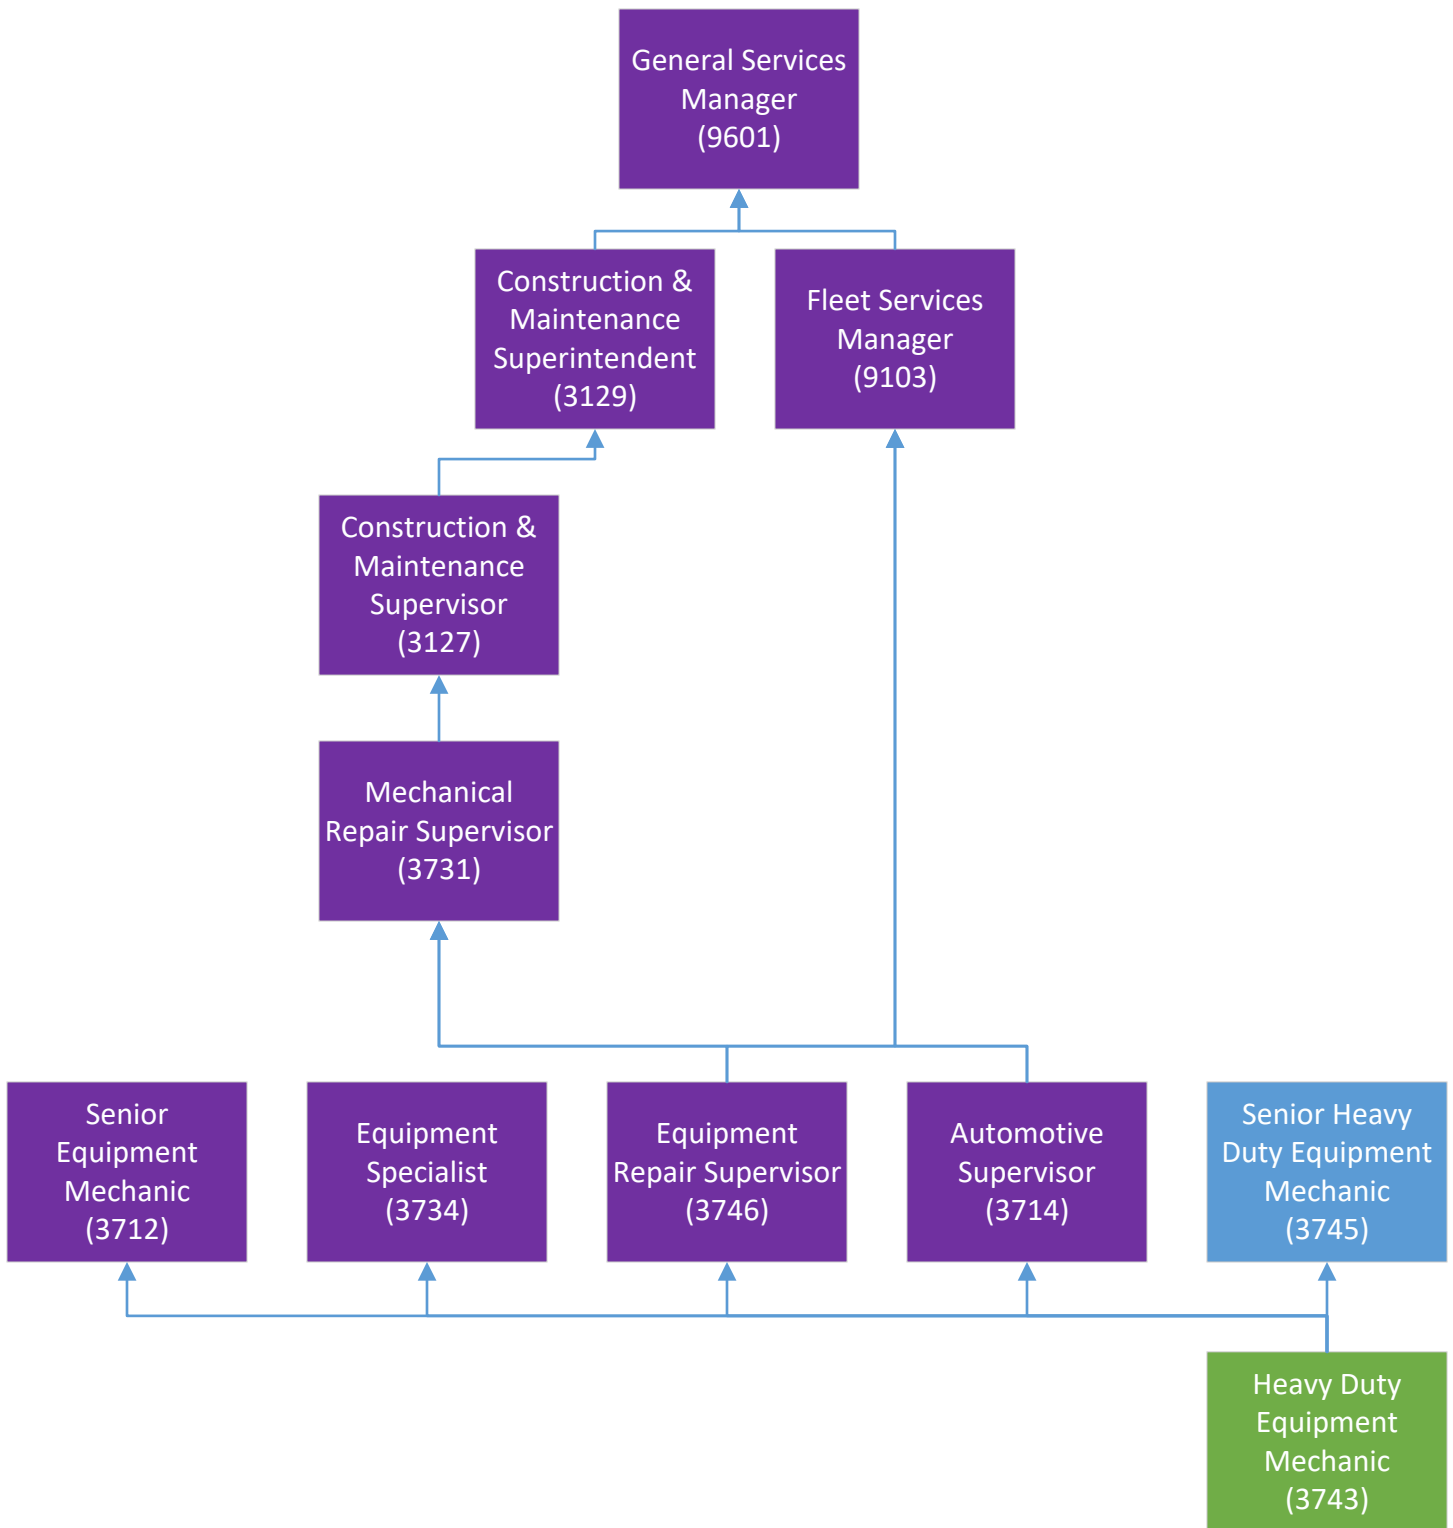 General Services
Manager
(9601)
Construction &
Maintenance
Superintendent
(3129)
Fleet Services
Manager
(9103)
Construction &
Maintenance
Supervisor
(3127)
Mechanical
Repair Supervisor
(3731)
Senior
Equipment
Mechanic
(3712)
Equipment
Specialist
(3734)
Equipment
Repair Supervisor
(3746)
Automotive
Supervisor
(3714)
Senior Heavy
Duty Equipment
Mechanic
(3745)
Heavy Duty
Equipment
Mechanic
(3743)